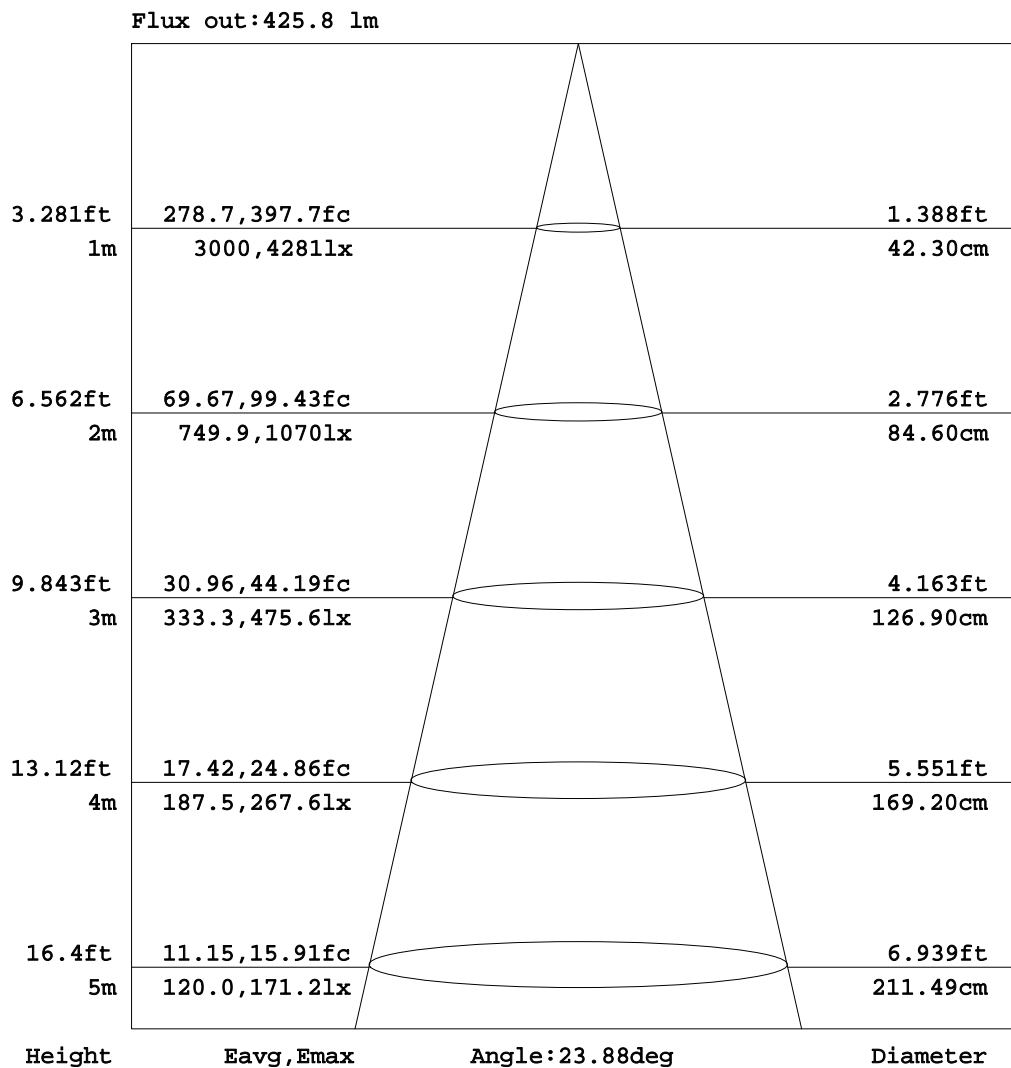 Flux out:425.8 lm
3.281ft 278.7,397.7fc 1.388ft
1m 3000,4281lx 42.30cm
6.562ft 69.67,99.43fc 2.776ft
2m 749.9,1070lx 84.60cm
9.843ft 30.96,44.19fc 4.163ft
3m 333.3,475.6lx 126.90cm
13.12ft 17.42,24.86fc 5.551ft
4m 187.5,267.6lx 169.20cm
16.4ft 11.15,15.91fc 6.939ft
5m 120.0,171.2lx 211.49cm
Height Eavg,Emax Angle:23.88deg Diameter